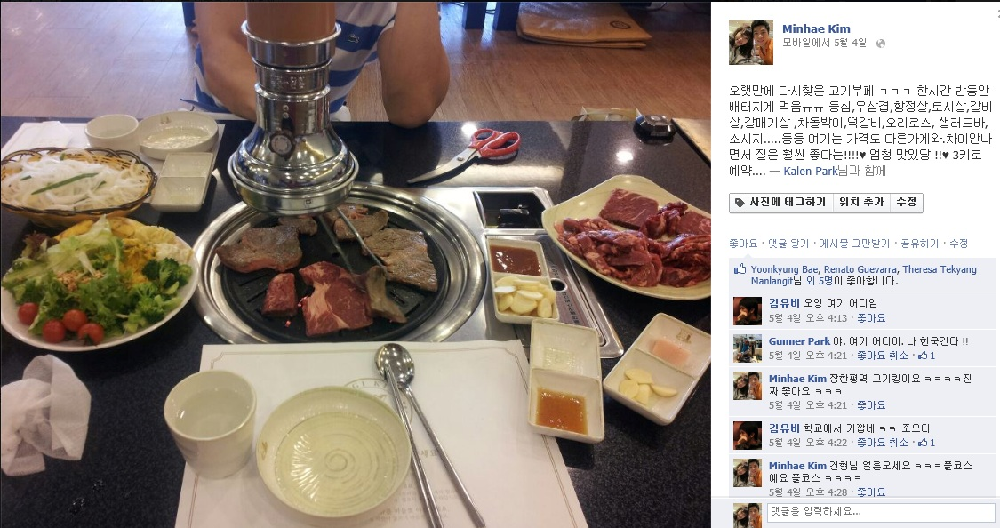 Minhae Kim
모바일에서 5월 4일
오랫만에 다시찾은 고기부페 ㅋㅋㅋ 한시간 반동안
배터지게 먹음ㅠㅠ 등심,우삼겹,항정살,토시살,갈비
살,갈매기살 ,차돌박이,떡갈비,오리로스, 샐러드바,
소시지.....등등 여기는 가격도 다른가게와.차이안나
면서 질은 훨씬 좋다는!!!!♥ 엄청 맛있당 !!♥ 3키로
예약.... — Kalen Park님과 함께
사진에 태그하기 위치 추가 수정
좋아요 · 댓글 달기 · 게시물 그만받기 · 공유하기 · 수정
Yoonkyung Bae, Renato Guevarra, Theresa Tekyang
Manlangit님 외 5명이 좋아합니다.
김유비 오잉 여기 어디임
5월 4일 오후 4:13 · 좋아요
Gunner Park 야. 여기 어디야. 나 한국간다 !!
5월 4일 오후 4:21 · 좋아요 취소 · 1
Minhae Kim 장한평역 고기킹이요 ㅋㅋㅋㅋ진
짜 좋아요 ㅋㅋㅋ
5월 4일 오후 4:21 · 좋아요
김유비 학교에서 가깝네 ㅋㅋ 조으다
5월 4일 오후 4:22 · 좋아요 취소 · 1
Minhae Kim 건형님 얼른오세요 ㅋㅋㅋ풀코스
예요 풀코스 ㅋㅋㅋㅋ
5월 4일 오후 4:28 · 좋아요
댓글을 입력하세요...